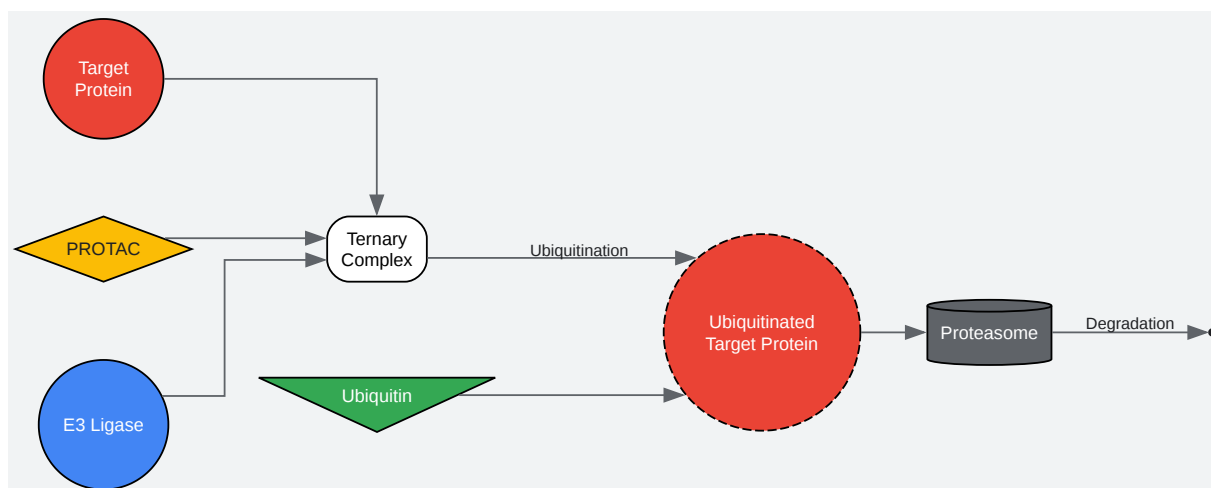 Target
Protein
PROTAC
Ternary
Complex
Ubiquitination
E3 Ligase
Ubiquitin
Ubiquitinated
Target Protein
Proteasome
Degradation